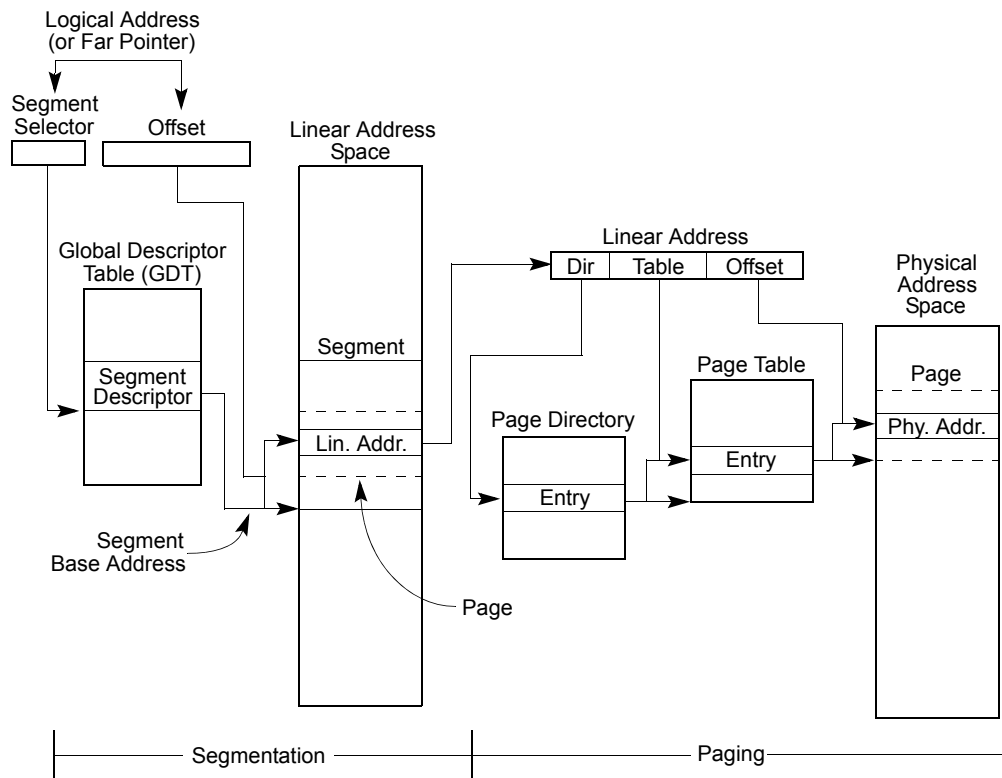 Logical Address
(or Far Pointer)
Segment
Selector
Offset
Linear Address
Space
Global Descriptor
Table (GDT)
Segment
Descriptor
Segment
Lin. Addr.
Segment
Base Address
Page
Linear Address
Dir
Table
Offset
Page Directory
Entry
Page Table
Entry
Physical
Address
Space
Page
Phy. Addr.
Segmentation
Paging